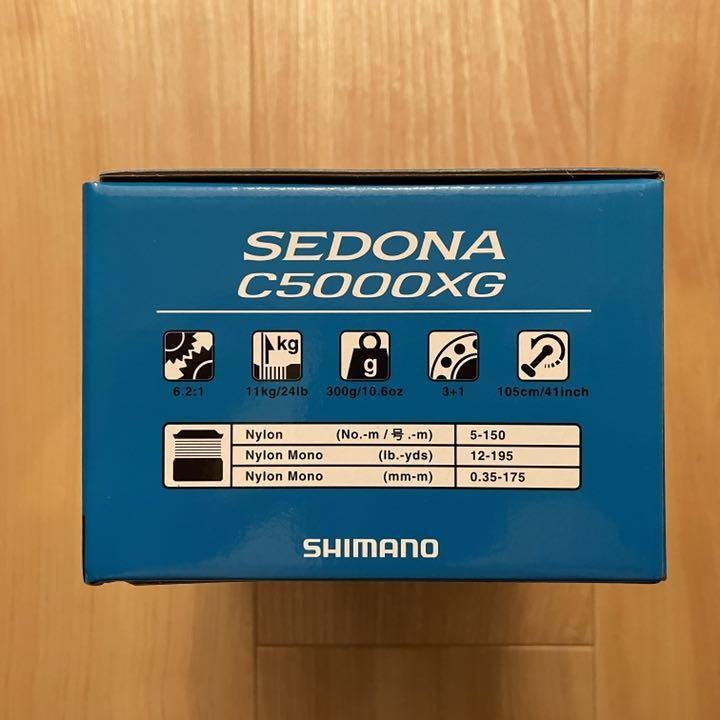 SEDONA
C5000XG
kg
g
6.2:1 11kg/24lb 300g/10.6oz 3+1 105cm/41inch
Nylon (No.-m / 号.-m) 5-150
Nylon Mono (lb.-yds) 12-195
Nylon Mono (mm-m) 0.35-175
SHIMANO